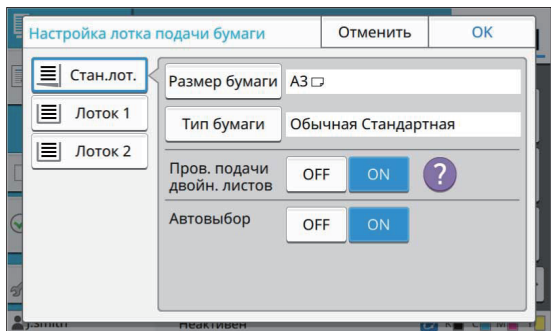 Настройка лотка подачи бумаги Отменить OK
Стан.лот. Размер бумаги A3
Лоток 1 Тип бумаги Обычная Стандартная
Лоток 2
Пров. подачи
двойн. листов OFF ON ?
Автовыбор OFF ON
j.smith Неактивен K C M Y